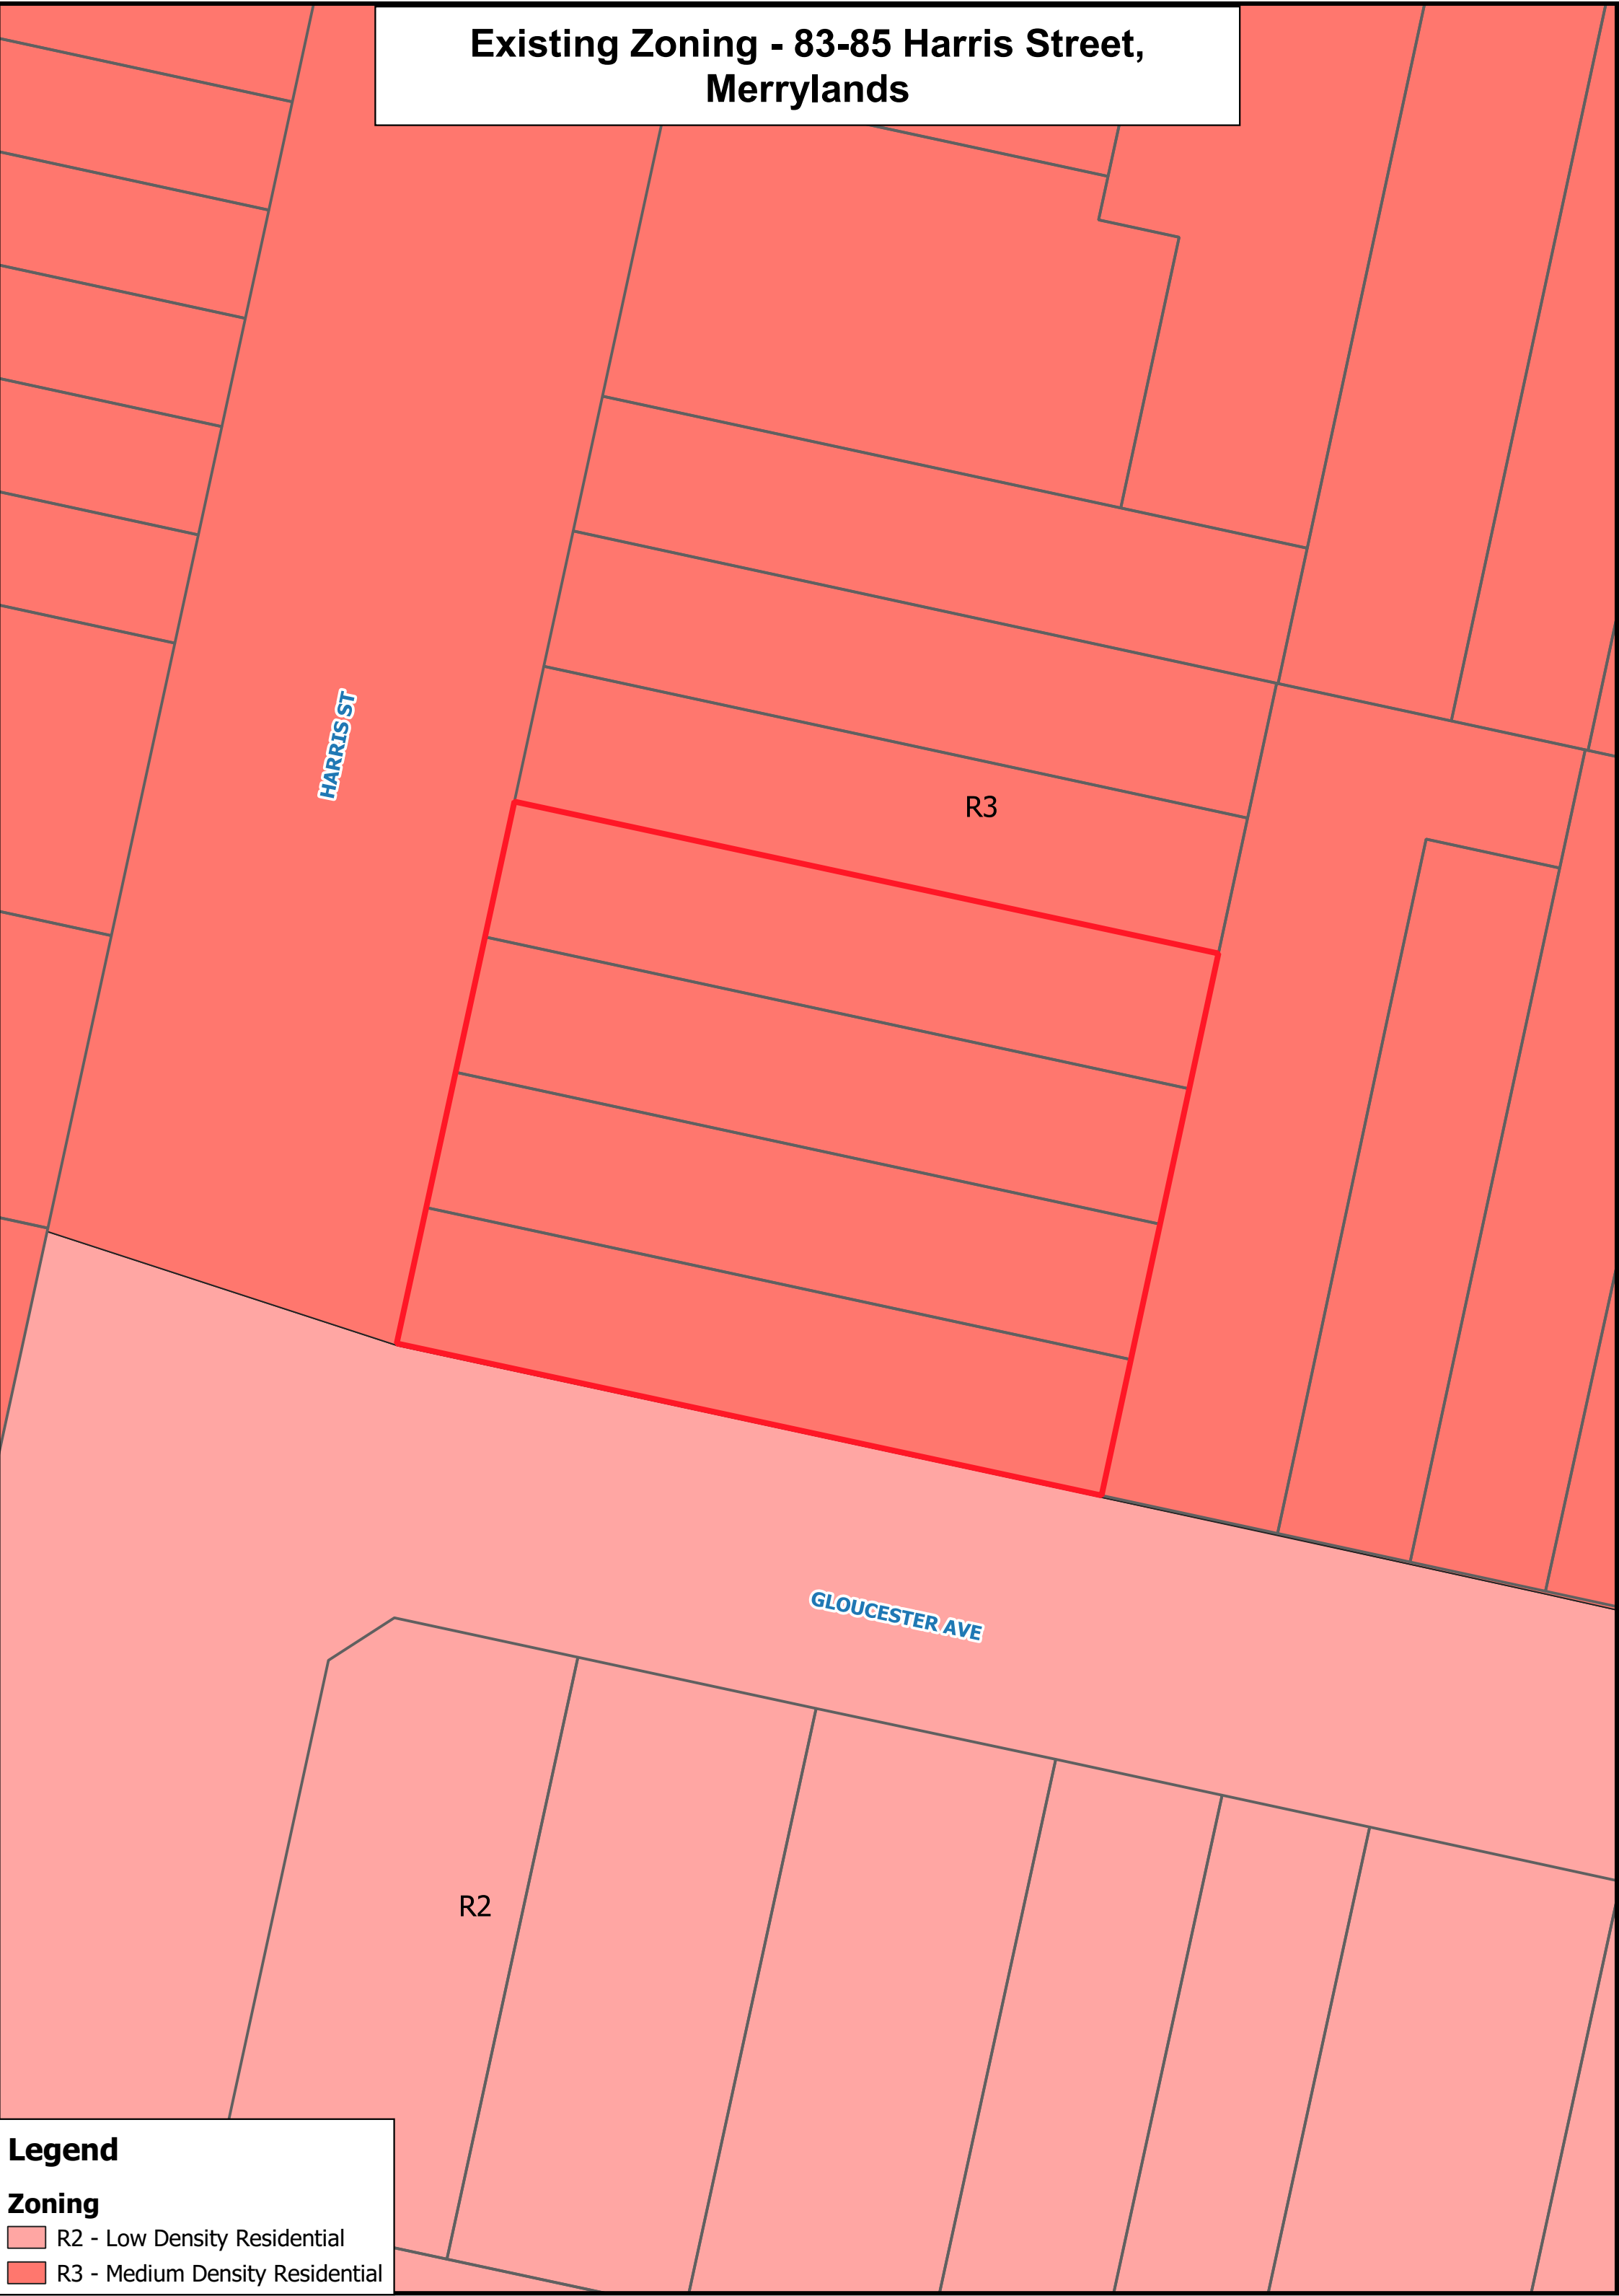 Existing Zoning - 83-85 Harris Street,
Merrylands
HARRIS ST
R3
GLOUCESTER AVE
R2
Legend
Zoning
R2 - Low Density Residential
R3 - Medium Density Residential